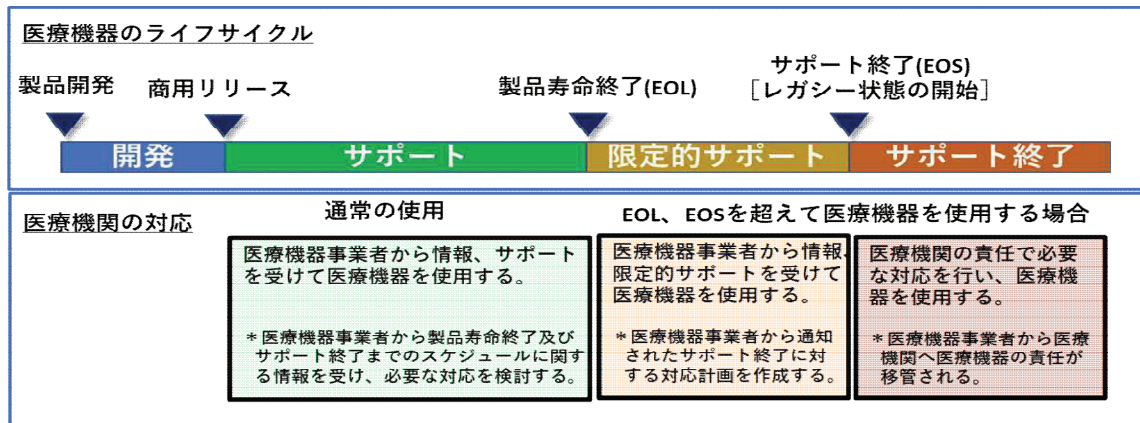 医療機器のライフサイクル
製品開発
商用リリース
製品寿命終了(EOL)
サポート終了(EOS)
［レガシー状態の開始］
開発
サポート
限定的サポート
サポート終了
医療機関の対応
通常の使用
EOL、EOSを超えて医療機器を使用する場合
医療機器事業者から情報、サポート
を受けて医療機器を使用する。
＊医療機器事業者から製品寿命終了及び
サポート終了までのスケジュールに関す
る情報を受け、必要な対応を検討する。
医療機器事業者から情報、
限定的サポートを受けて
医療機器を使用する。
＊医療機器事業者から通知
されたサポート終了に対
する対応計画を作成する。
医療機関の責任で必要
な対応を行い、医療機
器を使用する。
＊医療機器事業者から医療
機関へ医療機器の責任が
移管される。